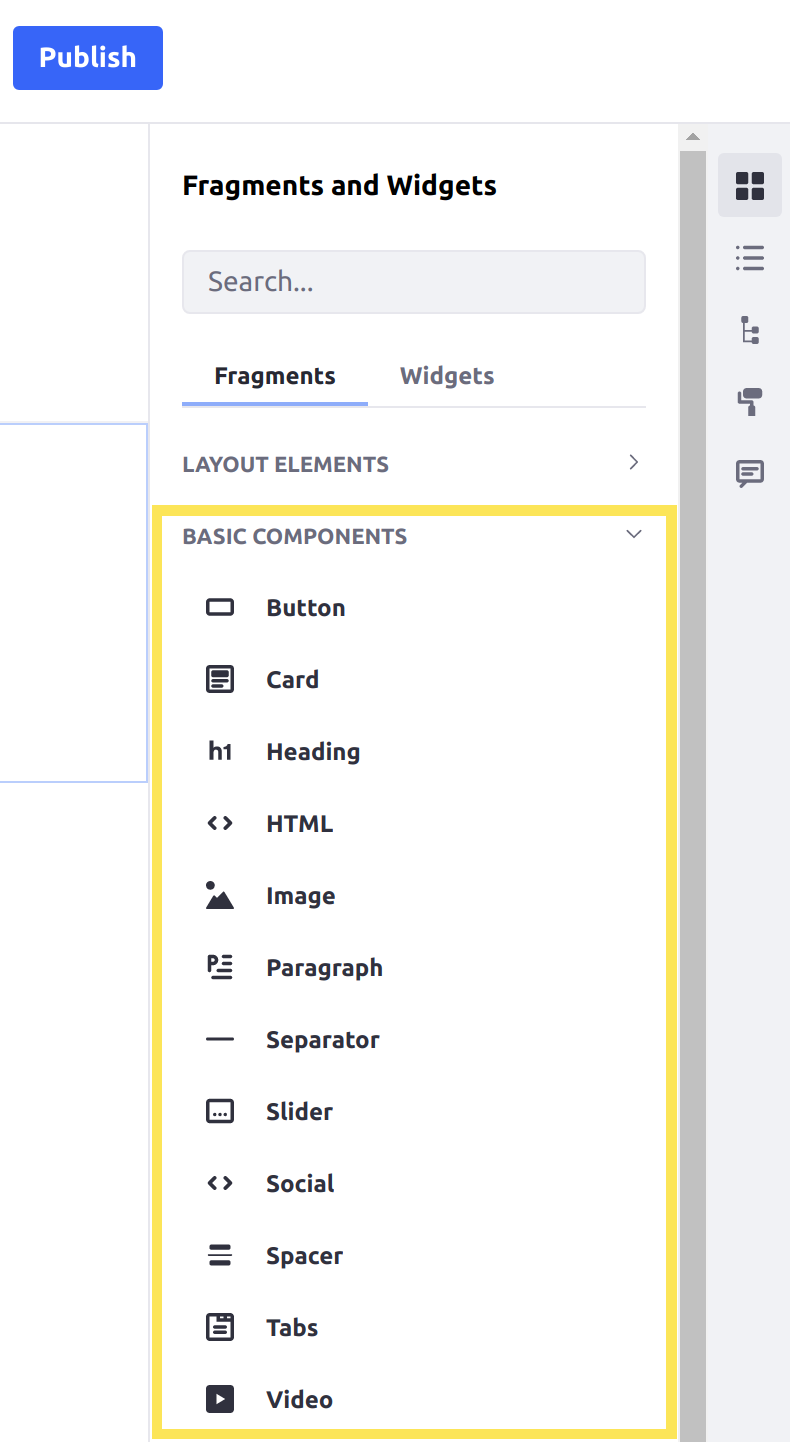 Publish
Fragments and Widgets
Search...
Fragments Widgets
LAYOUT ELEMENTS
BASIC COMPONENTS
Button
Card
h1 Heading
HTML
Image
Paragraph
Separator
Slider
Social
Spacer
Tabs
Video